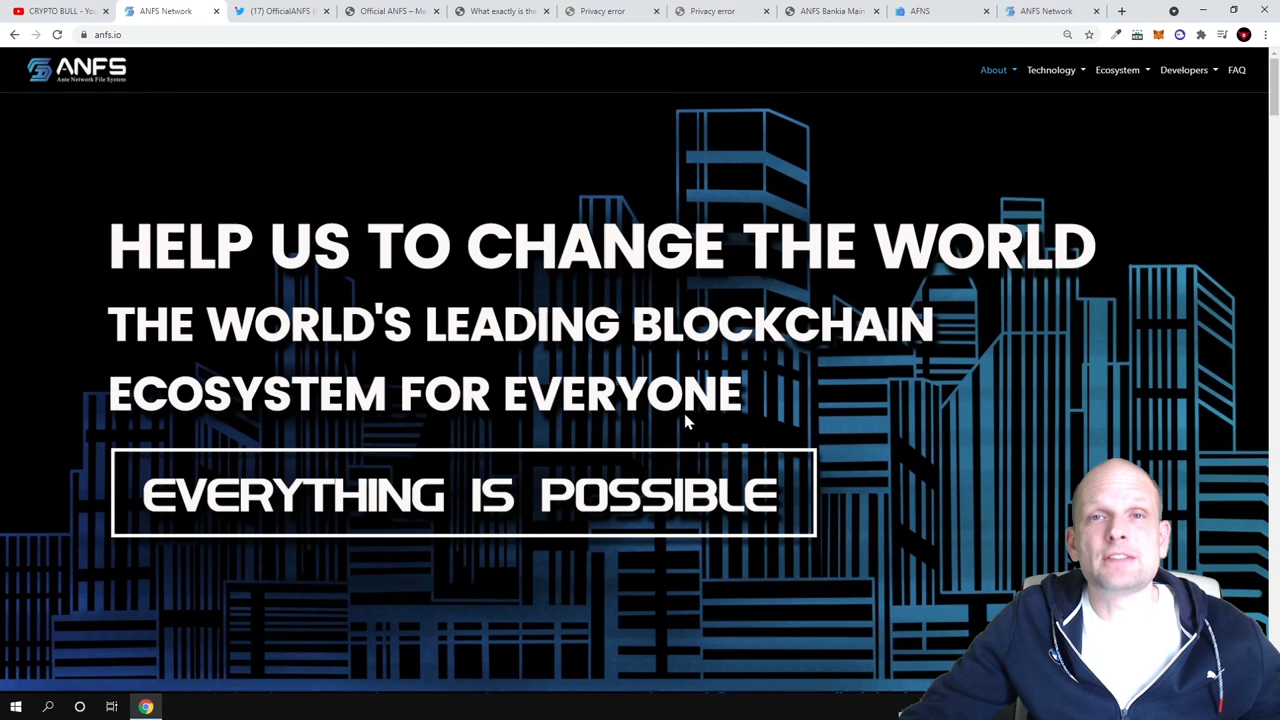 CRYPTO BULL - You
ANFS Network
(17) OfficialANFS (
Official ANFS – Me
What exactly is the
Privacy error
Privacy error
ANFS Bankia Main
AFNS
ANFS Network
anfs.io
ANFS
Ante Network File System
About
Technology
Ecosystem
Developers
FAQ
HELP US TO CHANGE THE WORLD
THE WORLD'S LEADING BLOCKCHAIN
ECOSYSTEM FOR EVERYONE
EVERYTHING IS POSSIBLE